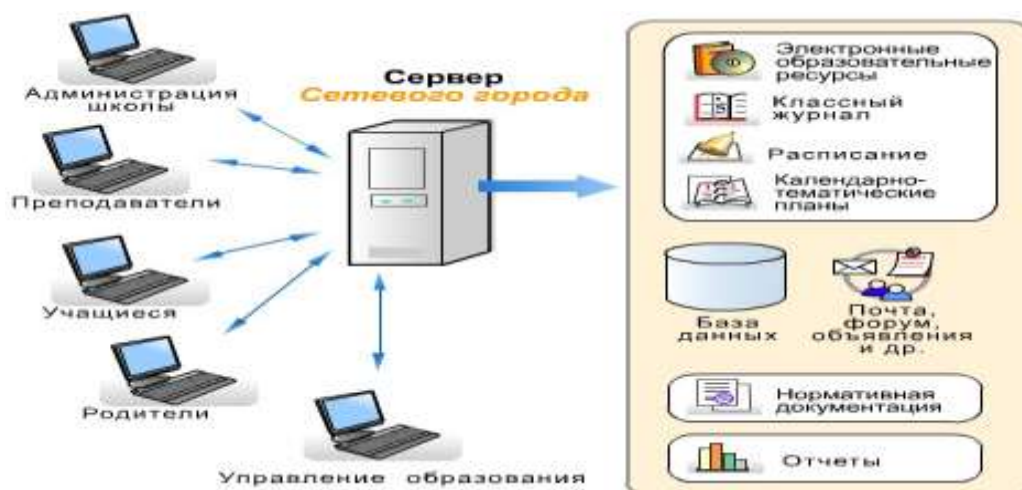 Администрация
школы
Преподаватели
Учащиеся
Родители
Управление образования
Сервер
Сетевого города
Электронные
образовательные
ресурсы
Классный
журнал
Расписание
Календарно-
тематические
планы
База
данных
Почта,
форум,
объявления
и др.
Нормативная
документация
Отчеты